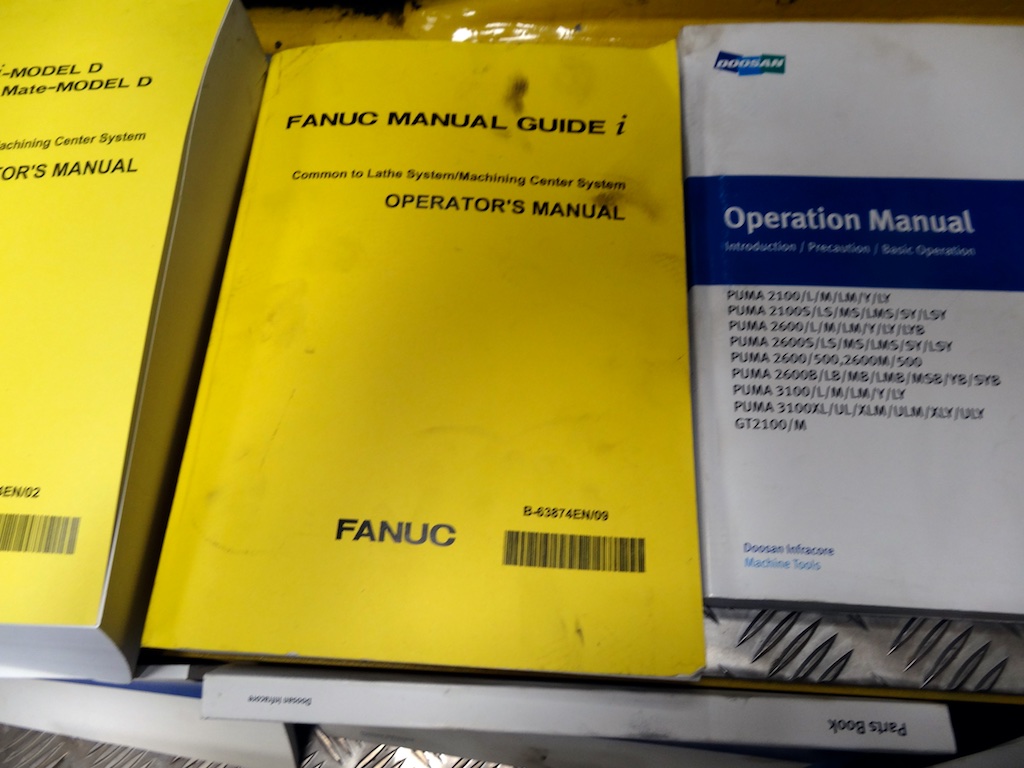 i-MODEL D
Mate-MODEL D
achining Center System
OR'S MANUAL
4EN/02
FANUC MANUAL GUIDE i
Common to Lathe System/Machining Center System
OPERATOR'S MANUAL
FANUC
B-63874EN/09
DOOSAN
Operation Manual
Introduction / Precaution / Basic Operation
PUMA 2100/L/M/LM/Y/LY
PUMA 2100S/LS/MS/LMS/SY/LSY
PUMA 2600/L/M/LM/Y/LY/LYB
PUMA 2600S/LS/MS/LMS/SY/LSY
PUMA 2600/500,2600M/500
PUMA 2600B/LB/MB/LMB/MSB/YB/SYB
PUMA 3100/L/M/LM/Y/LY
PUMA 3100XL/UL/XLM/ULM/XLY/ULY
GT2100/M
Doosan Infracore
Machine Tools
Doosan Infracore
Parts Book